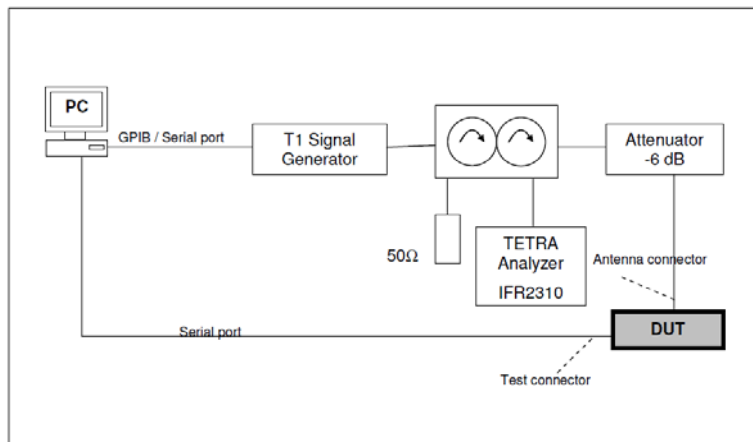 PC
GPIB / Serial port
T1 Signal
Generator
Attenuator
-6 dB
50Ω
TETRA
Analyzer
IFR2310
Antenna connector
Serial port
DUT
Test connector